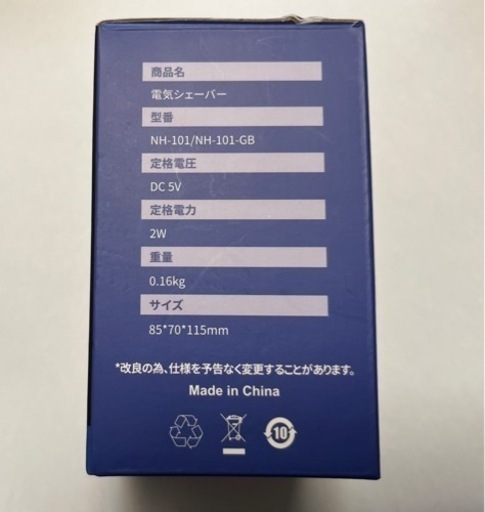 商品名
電気シェーバー
型番
NH-101/NH-101-GB
定格電圧
DC 5V
定格電力
2W
重量
0.16kg
サイズ
85*70*115mm
*改良の為、仕様を予告なく変更することがあります。
Made in China
10